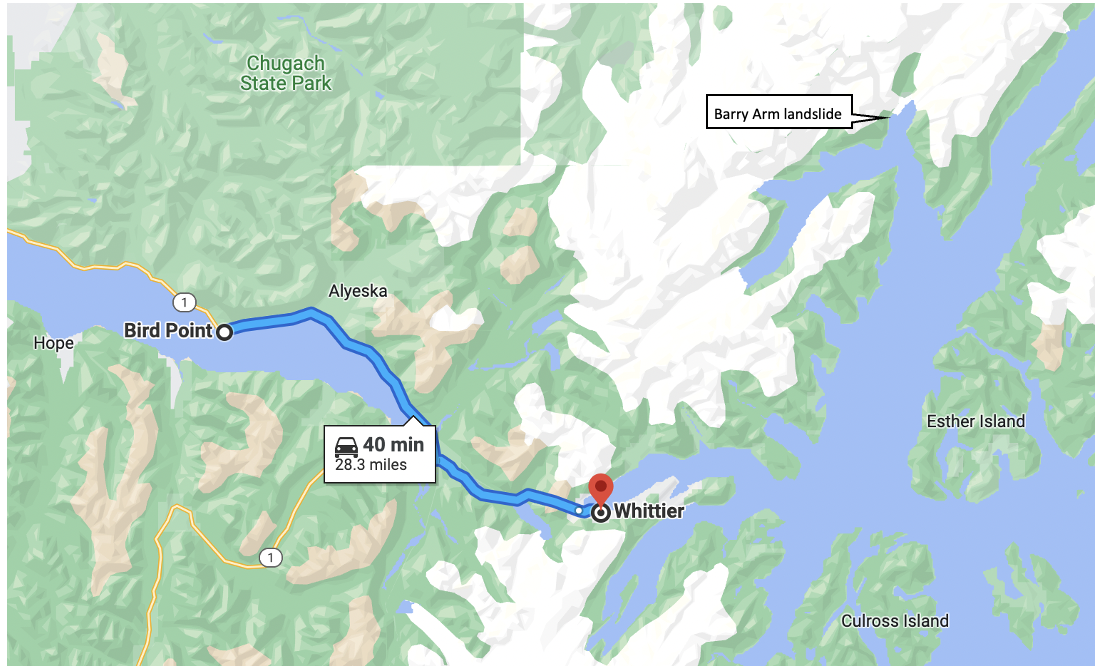 Chugach
State Park
Barry Arm landslide
Alyeska
1
Bird Point
Hope
Esther Island
40 min
28.3 miles
Whittier
1
Culross Island